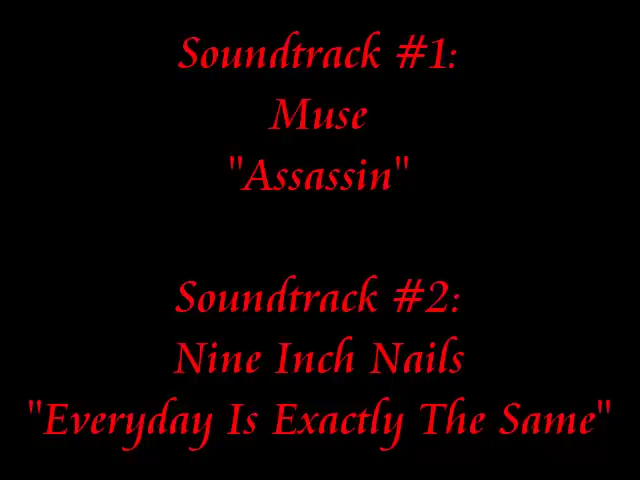 Soundtrack #1:
Muse
"Assassin"
Soundtrack #2:
Nine Inch Nails
"Everyday Is Exactly The Same"